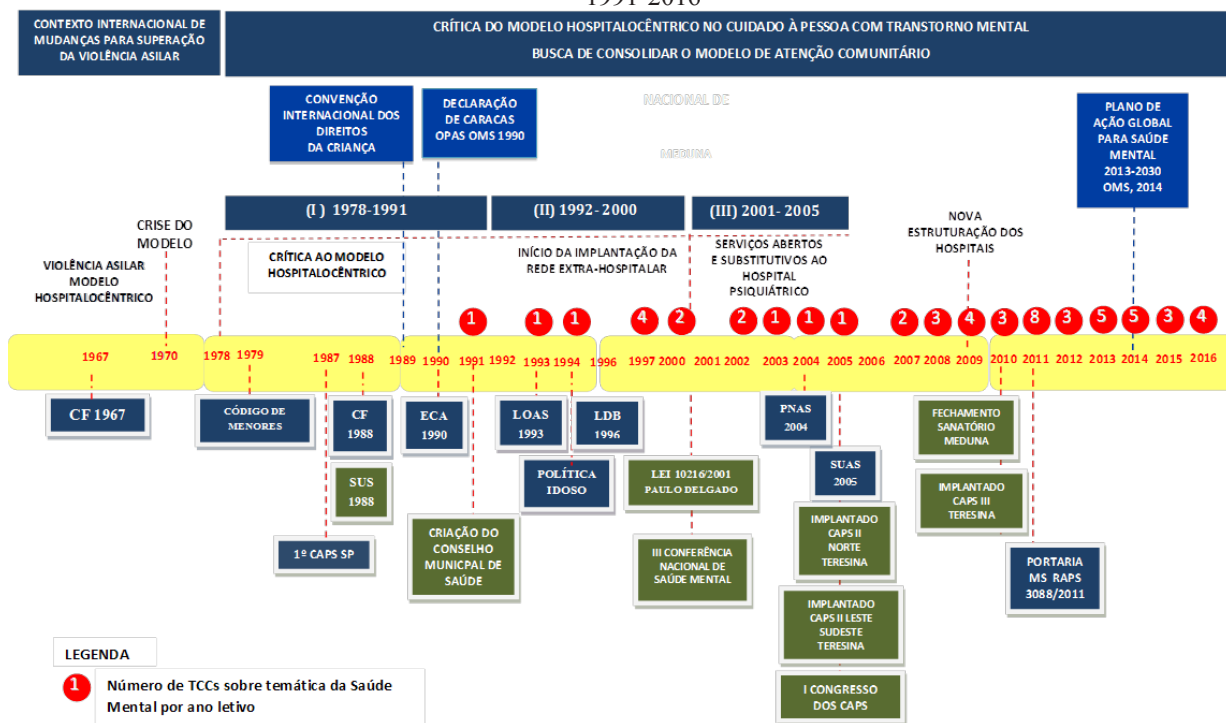 1991-2016
CONTEXTO INTERNACIONAL DE
MUDANÇAS PARA SUPERAÇÃO
DA VIOLÊNCIA ASILAR
CRÍTICA DO MODELO HOSPITALOCÊNTRICO NO CUIDADO À PESSOA COM TRANSTORNO MENTAL
BUSCA DE CONSOLIDAR O MODELO DE ATENÇÃO COMUNITÁRIO
CONVENÇÃO
INTERNACIONAL DOS
DIREITOS
DA CRIANÇA
DECLARAÇÃO
DE CARACAS
OPAS OMS 1990
NACIONAL DE
MEDUNA
PLANO DE
AÇÃO GLOBAL
PARA SAÚDE
MENTAL
2013-2030
OMS, 2014
(I ) 1978-1991
(II) 1992- 2000
(III) 2001- 2005
CRISE DO
MODELO
VIOLÊNCIA ASILAR
MODELO
HOSPITALOCÊNTRICO
CRÍTICA AO MODELO
HOSPITALOCÊNTRICO
INÍCIO DA IMPLANTAÇÃO DA
REDE EXTRA-HOSPITALAR
SERVIÇOS ABERTOS
E SUBSTITUTIVOS AO
HOSPITAL
PSIQUIÁTRICO
NOVA
ESTRUTURAÇÃO DOS
HOSPITAIS
1 1 1 4 2 2 1 1 1 2 3 4 3 8 3 5 5 3 4
1967 1970 1978 1979 1987 1988 1989 1990 1991 1992 1993 1994 1996 1997 2000 2001 2002 2003 2004 2005 2006 2007 2008 2009 2010 2011 2012 2013 2014 2015 2016
CF 1967
CÓDIGO DE
MENORES
CF
1988
SUS
1988
1º CAPS SP
ECA
1990
CRIAÇÃO DO
CONSELHO
MUNICPAL DE
SAÚDE
LOAS
1993
POLÍTICA
IDOSO
LDB
1996
LEI 10216/2001
PAULO DELGADO
III CONFERÊNCIA
NACIONAL DE
SAÚDE MENTAL
PNAS
2004
SUAS
2005
IMPLANTADO
CAPS II
NORTE
TERESINA
IMPLANTADO
CAPS II LESTE
SUDESTE
TERESINA
I CONGRESSO
DOS CAPS
FECHAMENTO
SANATÓRIO
MEDUNA
IMPLANTADO
CAPS III
TERESINA
PORTARIA
MS RAPS
3088/2011
LEGENDA
1 Número de TCCs sobre temática da Saúde
Mental por ano letivo